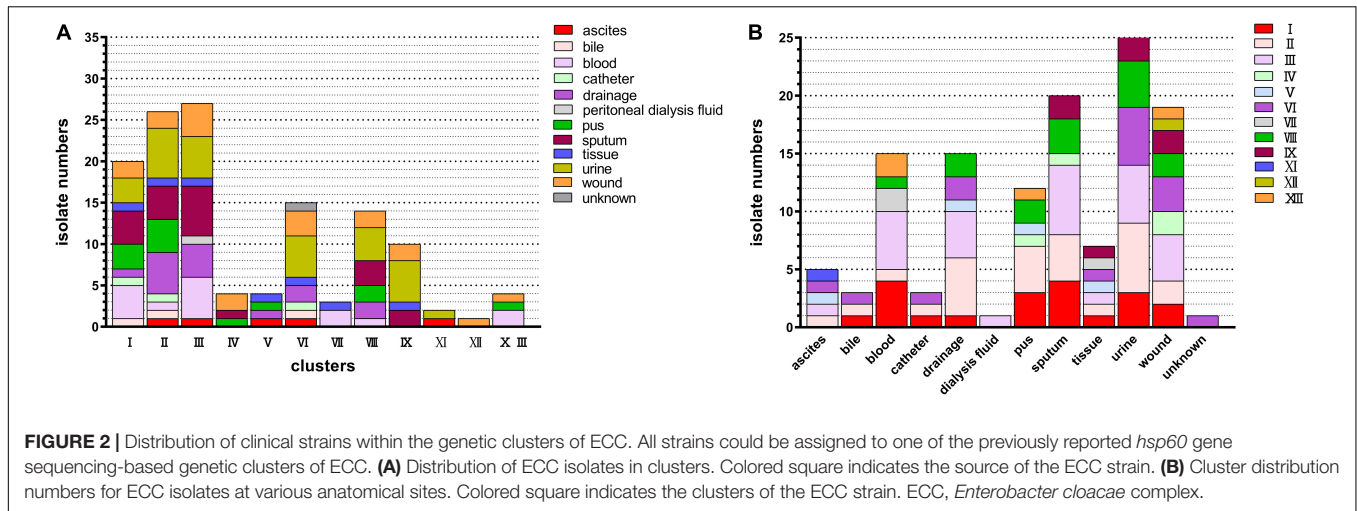 A
isolate numbers
35
30
25
20
15
10
5
0
I II III IV V VI VII VIII IX XI XII X III
clusters
ascites
bile
blood
catheter
drainage
peritoneal dialysis fluid
pus
sputum
tissue
urine
wound
unknown
B
isolate numbers
25
20
15
10
5
0
ascites bile blood catheter drainage dialysis fluid pus sputum tissue urine wound unknown
I
II
III
IV
V
VI
VII
VIII
IX
XI
XII
XIII
FIGURE 2 | Distribution of clinical strains within the genetic clusters of ECC. All strains could be assigned to one of the previously reported hsp60 gene
sequencing-based genetic clusters of ECC. (A) Distribution of ECC isolates in clusters. Colored square indicates the source of the ECC strain. (B) Cluster distribution
numbers for ECC isolates at various anatomical sites. Colored square indicates the clusters of the ECC strain. ECC, Enterobacter cloacae complex.